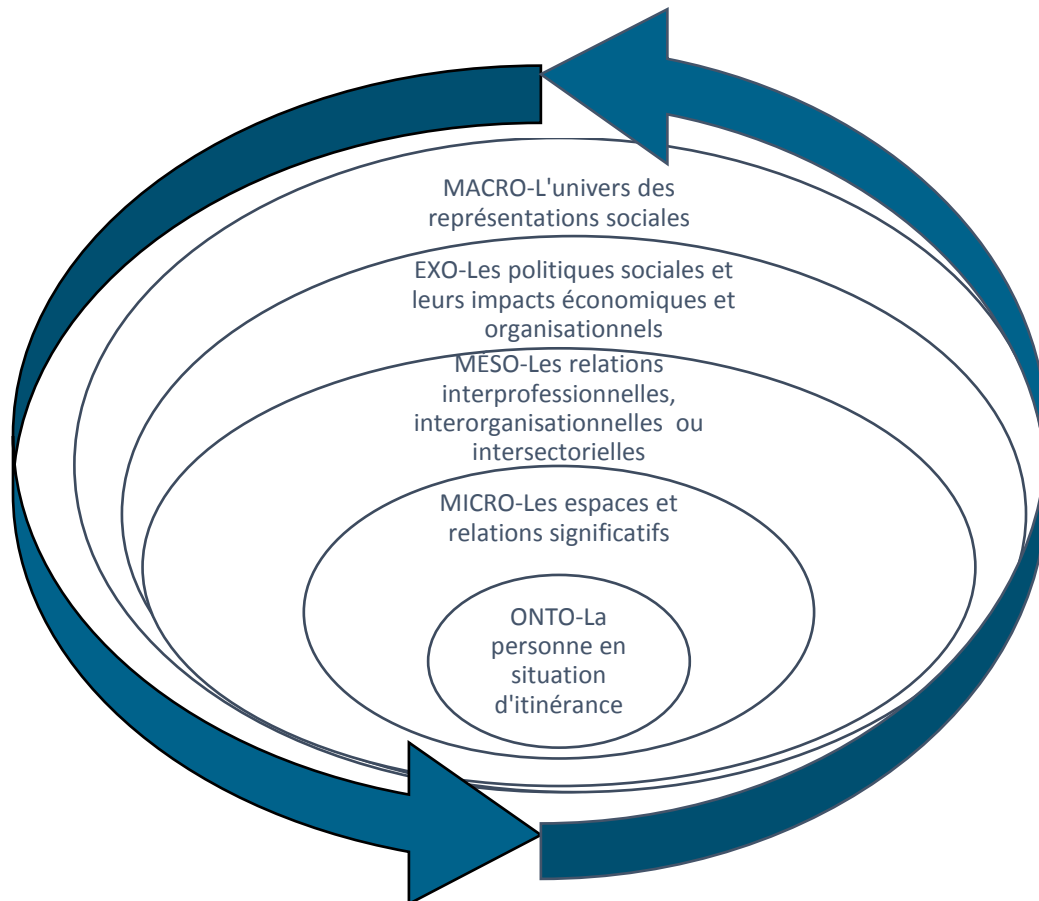 MACRO-L'univers des
représentations sociales
EXO-Les politiques sociales et
leurs impacts économiques et
organisationnels
MÉSO-Les relations
interprofessionnelles,
interorganisationnelles ou
intersectorielles
MICRO-Les espaces et
relations significatifs
ONTO-La
personne en
situation
d'itinérance